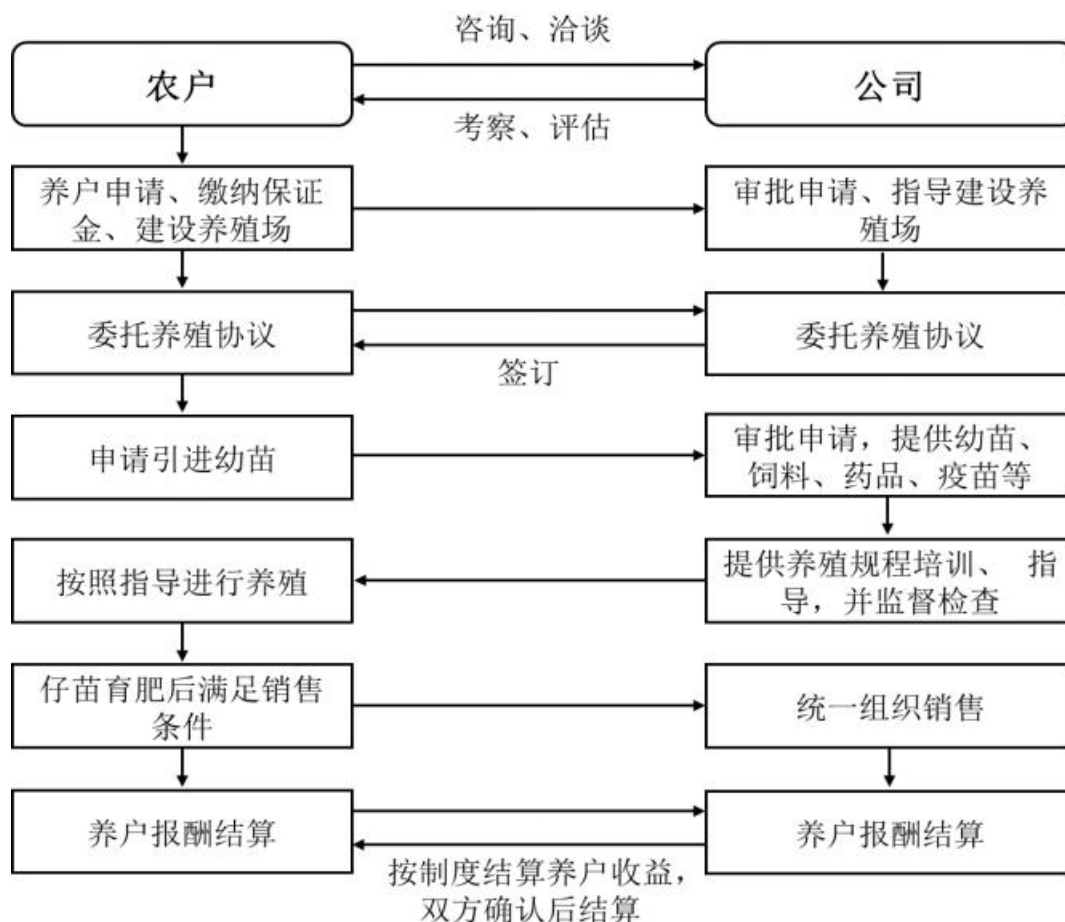 咨询、洽谈
农户
公司
考察、评估
养户申请、缴纳保证
金、建设养殖场
审批申请、指导建设养
殖场
委托养殖协议
委托养殖协议
签订
申请引进幼苗
审批申请，提供幼苗、
饲料、药品、疫苗等
按照指导进行养殖
提供养殖规程培训、 指
导，并监督检查
仔苗育肥后满足销售
条件
统一组织销售
养户报酬结算
养户报酬结算
按制度结算养户收益，
双方确认后结算